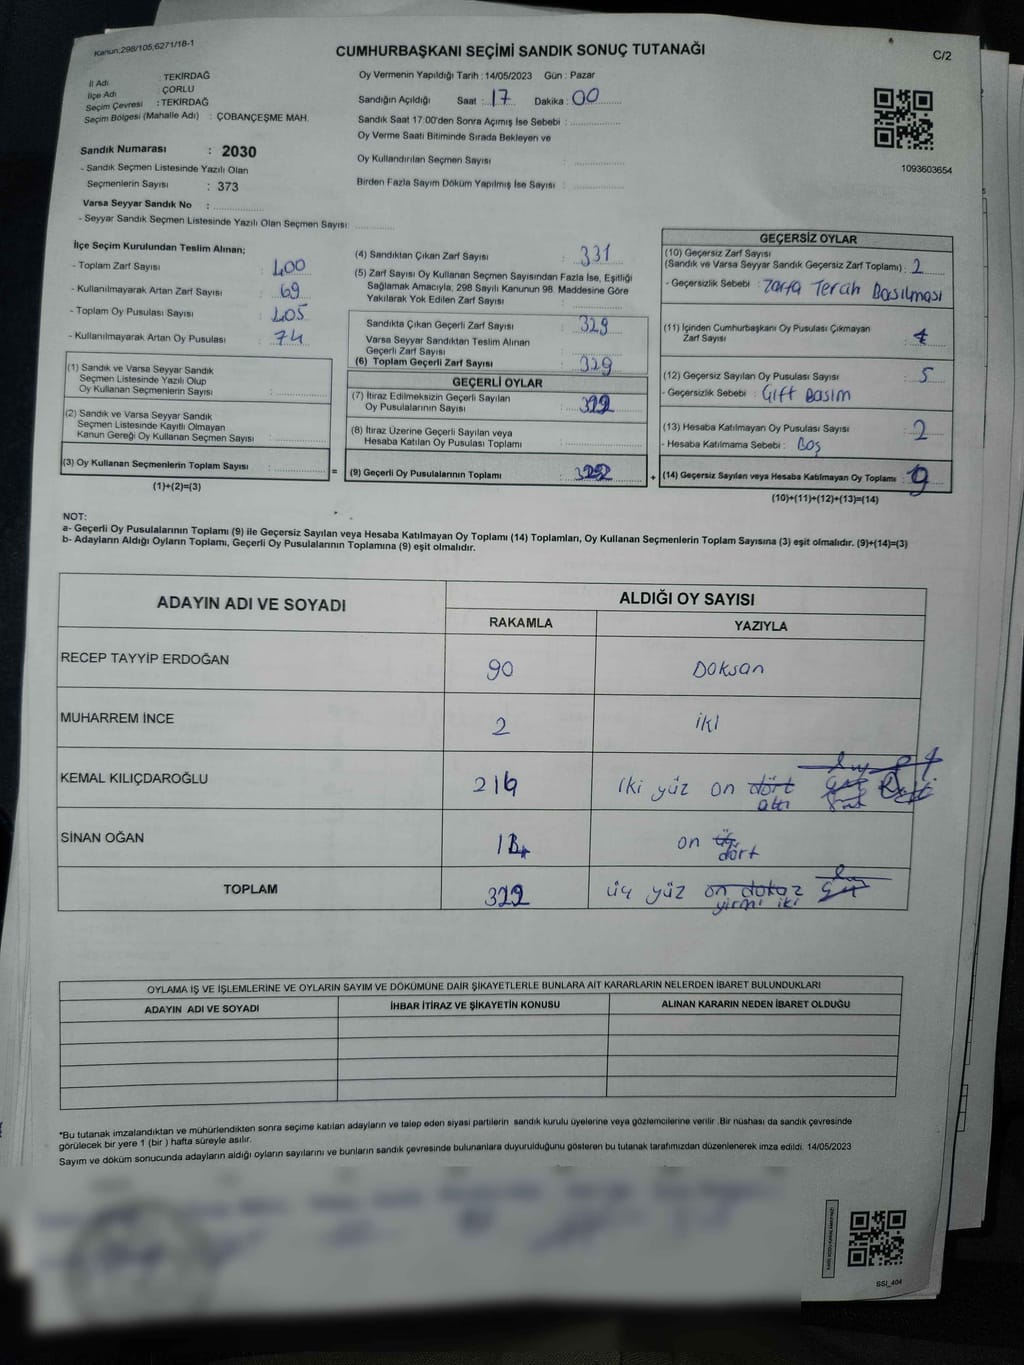 Kanun:298/105,6271/18-1
CUMHURBAŞKANI SEÇİMİ SANDIK SONUÇ TUTANAĞI
C/2
İl Adı : TEKİRDAĞ
İlçe Adı : ÇORLU
Seçim Çevresi : TEKİRDAĞ
Seçim Bölgesi (Mahalle Adı) : ÇOBANÇEŞME MAH.
Sandık Numarası : 2030
- Sandık Seçmen Listesinde Yazılı Olan
Seçmenlerin Sayısı : 373
Varsa Seyyar Sandık No :
- Seyyar Sandık Seçmen Listesinde Yazılı Olan Seçmen Sayısı:
Oy Vermenin Yapıldığı Tarih : 14/05/2023 Gün : Pazar
Sandığın Açıldığı Saat : 17 Dakika : 00
Sandık Saat 17:00'den Sonra Açımış İse Sebebi :
Oy Verme Saati Bitiminde Sırada Bekleyen ve
Oy Kullandırılan Seçmen Sayısı :
Birden Fazla Sayım Döküm Yapılmış İse Sayısı :
1093603654
İlçe Seçim Kurulundan Teslim Alınan;
- Toplam Zarf Sayısı : 400
- Kullanılmayarak Artan Zarf Sayısı : 69
- Toplam Oy Pusulası Sayısı : 405
- Kullanılmayarak Artan Oy Pusulası : 74
(1) Sandık ve Varsa Seyyar Sandık
Seçmen Listesinde Yazılı Olup
Oy Kullanan Seçmenlerin Sayısı :
(2) Sandık ve Varsa Seyyar Sandık
Seçmen Listesinde Kayıtlı Olmayan
Kanun Gereği Oy Kullanan Seçmen Sayısı :
(3) Oy Kullanan Seçmenlerin Toplam Sayısı :
(1)+(2)=(3)
=
(4) Sandıktan Çıkan Zarf Sayısı : 331
(5) Zarf Sayısı Oy Kullanan Seçmen Sayısından Fazla İse, Eşitliği
Sağlamak Amacıyla, 298 Sayılı Kanunun 98. Maddesine Göre
Yakılarak Yok Edilen Zarf Sayısı :
Sandıkta Çıkan Geçerli Zarf Sayısı : 329
Varsa Seyyar Sandıktan Teslim Alınan
Geçerli Zarf Sayısı :
(6) Toplam Geçerli Zarf Sayısı : 329
GEÇERLİ OYLAR
(7) İtiraz Edilmeksizin Geçerli Sayılan
Oy Pusulalarının Sayısı : 322
(8) İtiraz Üzerine Geçerli Sayılan veya
Hesaba Katılan Oy Pusulası Toplamı :
(9) Geçerli Oy Pusulalarının Toplamı : 322
+
GEÇERSİZ OYLAR
(10) Geçersiz Zarf Sayısı
(Sandık ve Varsa Seyyar Sandık Geçersiz Zarf Toplamı) : 2
- Geçersizlik Sebebi : Zarfa Tercih Basılması
(11) İçinden Cumhurbaşkanı Oy Pusulası Çıkmayan
Zarf Sayısı :
(12) Geçersiz Sayılan Oy Pusulası Sayısı : 5
- Geçersizlik Sebebi : Çift Basım
(13) Hesaba Katılmayan Oy Pusulası Sayısı : 2
- Hesaba Katılmama Sebebi : Boş
(14) Geçersiz Sayılan veya Hesaba Katılmayan Oy Toplamı : 9
(10)+(11)+(12)+(13)=(14)
NOT:
a- Geçerli Oy Pusulalarının Toplamı (9) ile Geçersiz Sayılan veya Hesaba Katılmayan Oy Toplamı (14) Toplamları, Oy Kullanan Seçmenlerin Toplam Sayısına (3) eşit olmalıdır. (9)+(14)=(3)
b- Adayların Aldığı Oyların Toplamı, Geçerli Oy Pusulalarının Toplamına (9) eşit olmalıdır.
ADAYIN ADI VE SOYADI ALDIĞI OY SAYISI
RAKAMLA YAZIYLA
RECEP TAYYİP ERDOĞAN 90 Doksan
MUHARREM İNCE 2 iki
KEMAL KILIÇDAROĞLU 216 iki yüz on dört
altı
SİNAN OĞAN 14 on üç
dört
TOPLAM 322 üç yüz on dokuz
yirmi iki
OYLAMA İŞ VE İŞLEMLERİNE VE OYLARIN SAYIM VE DÖKÜMÜNE DAİR ŞİKAYETLERLE BUNLARA AİT KARARLARIN NELERDEN İBARET BULUNDUKLARI
ADAYIN ADI VE SOYADI İHBAR İTİRAZ VE ŞİKAYETİN KONUSU ALINAN KARARIN NEDEN İBARET OLDUĞU
"Bu tutanak imzalandıktan ve mühürlendikten sonra seçime katılan adayların ve talep eden siyasi partilerin sandık kurulu üyelerine veya gözlemcilerine verilir .Bir nüshası da sandık çevresinde
görülecek bir yere 1 (bir ) hafta süreyle asılır.
Sayım ve döküm sonucunda adayların aldığı oyların sayılarını ve bunların sandık çevresinde bulunanlara duyurulduğunu gösteren bu tutanak tarafımızdan düzenlenerek imza edildi. 14/05/2023
SSİ_404